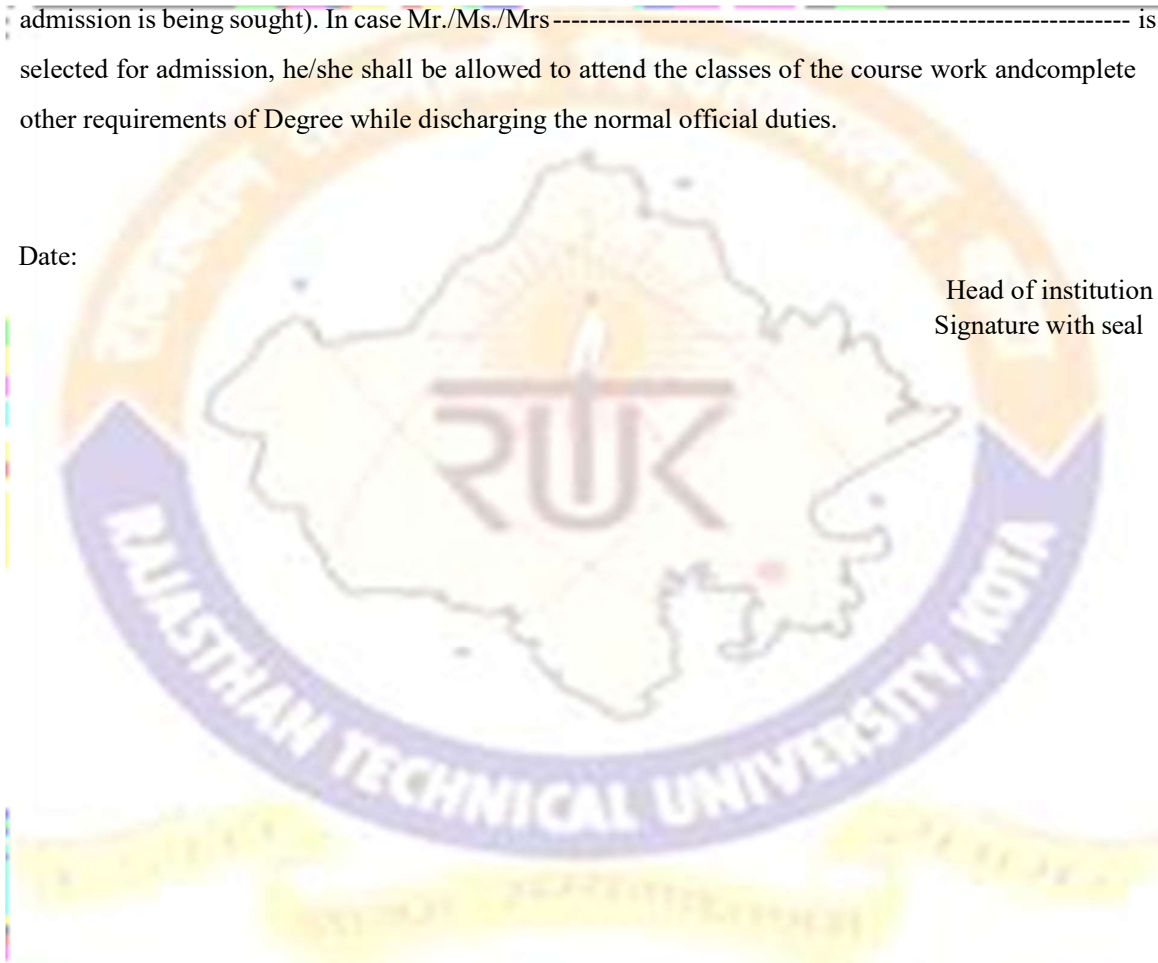 admission is being sought). In case Mr./Ms./Mrs---------------------------------------------------------------- is
selected for admission, he/she shall be allowed to attend the classes of the course work andcomplete
other requirements of Degree while discharging the normal official duties.
Date:
Head of institution
Signature with seal
RTUK
RAJASTHAN TECHNICAL UNIVERSITY, KOTA